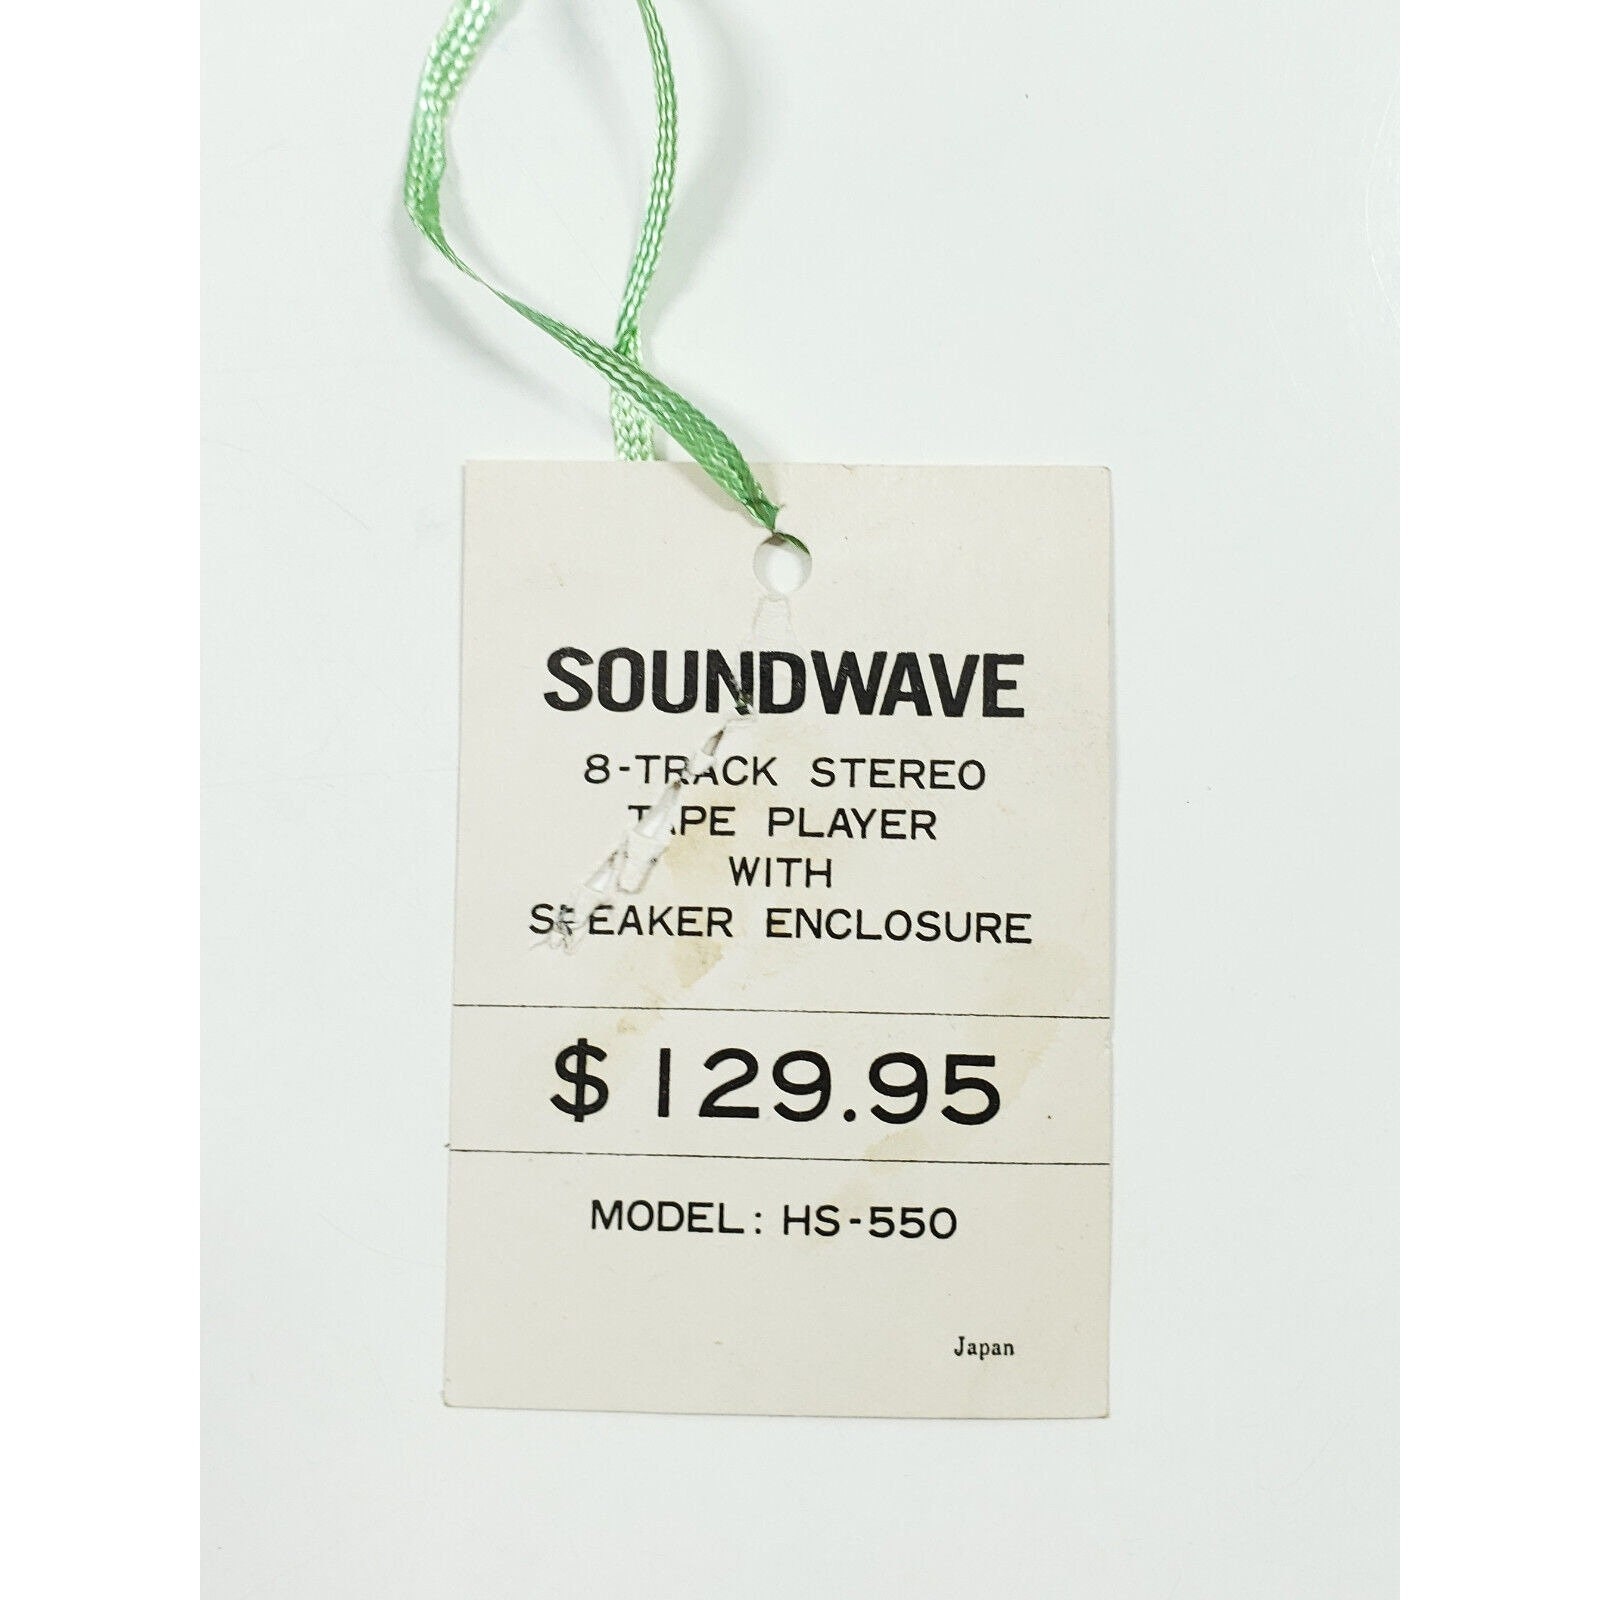 SOUNDWAVE
8-TRACK STEREO
TAPE PLAYER
WITH
SPEAKER ENCLOSURE
$129.95
MODEL: HS-550
Japan